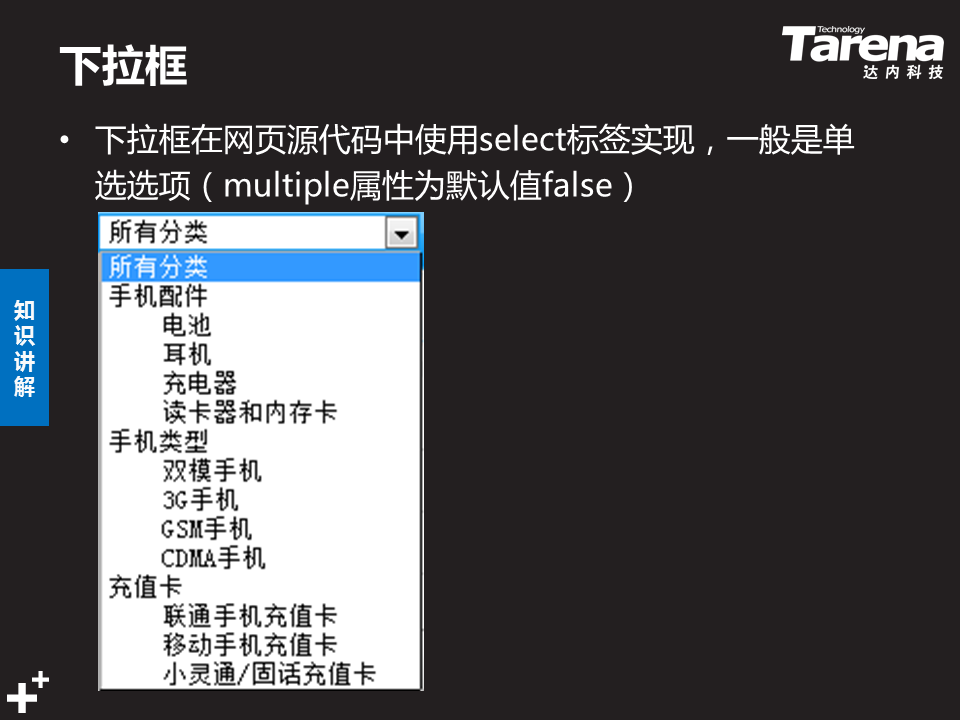 下拉框
Technology
Tarena
达内科技
• 下拉框在网页源代码中使用select标签实现，一般是单
选选项（multiple属性为默认值false）
所有分类
所有分类
手机配件
电池
耳机
充电器
读卡器和内存卡
手机类型
双模手机
3G手机
GSM手机
CDMA手机
充值卡
联通手机充值卡
移动手机充值卡
小灵通/固话充值卡
知
识
讲
解